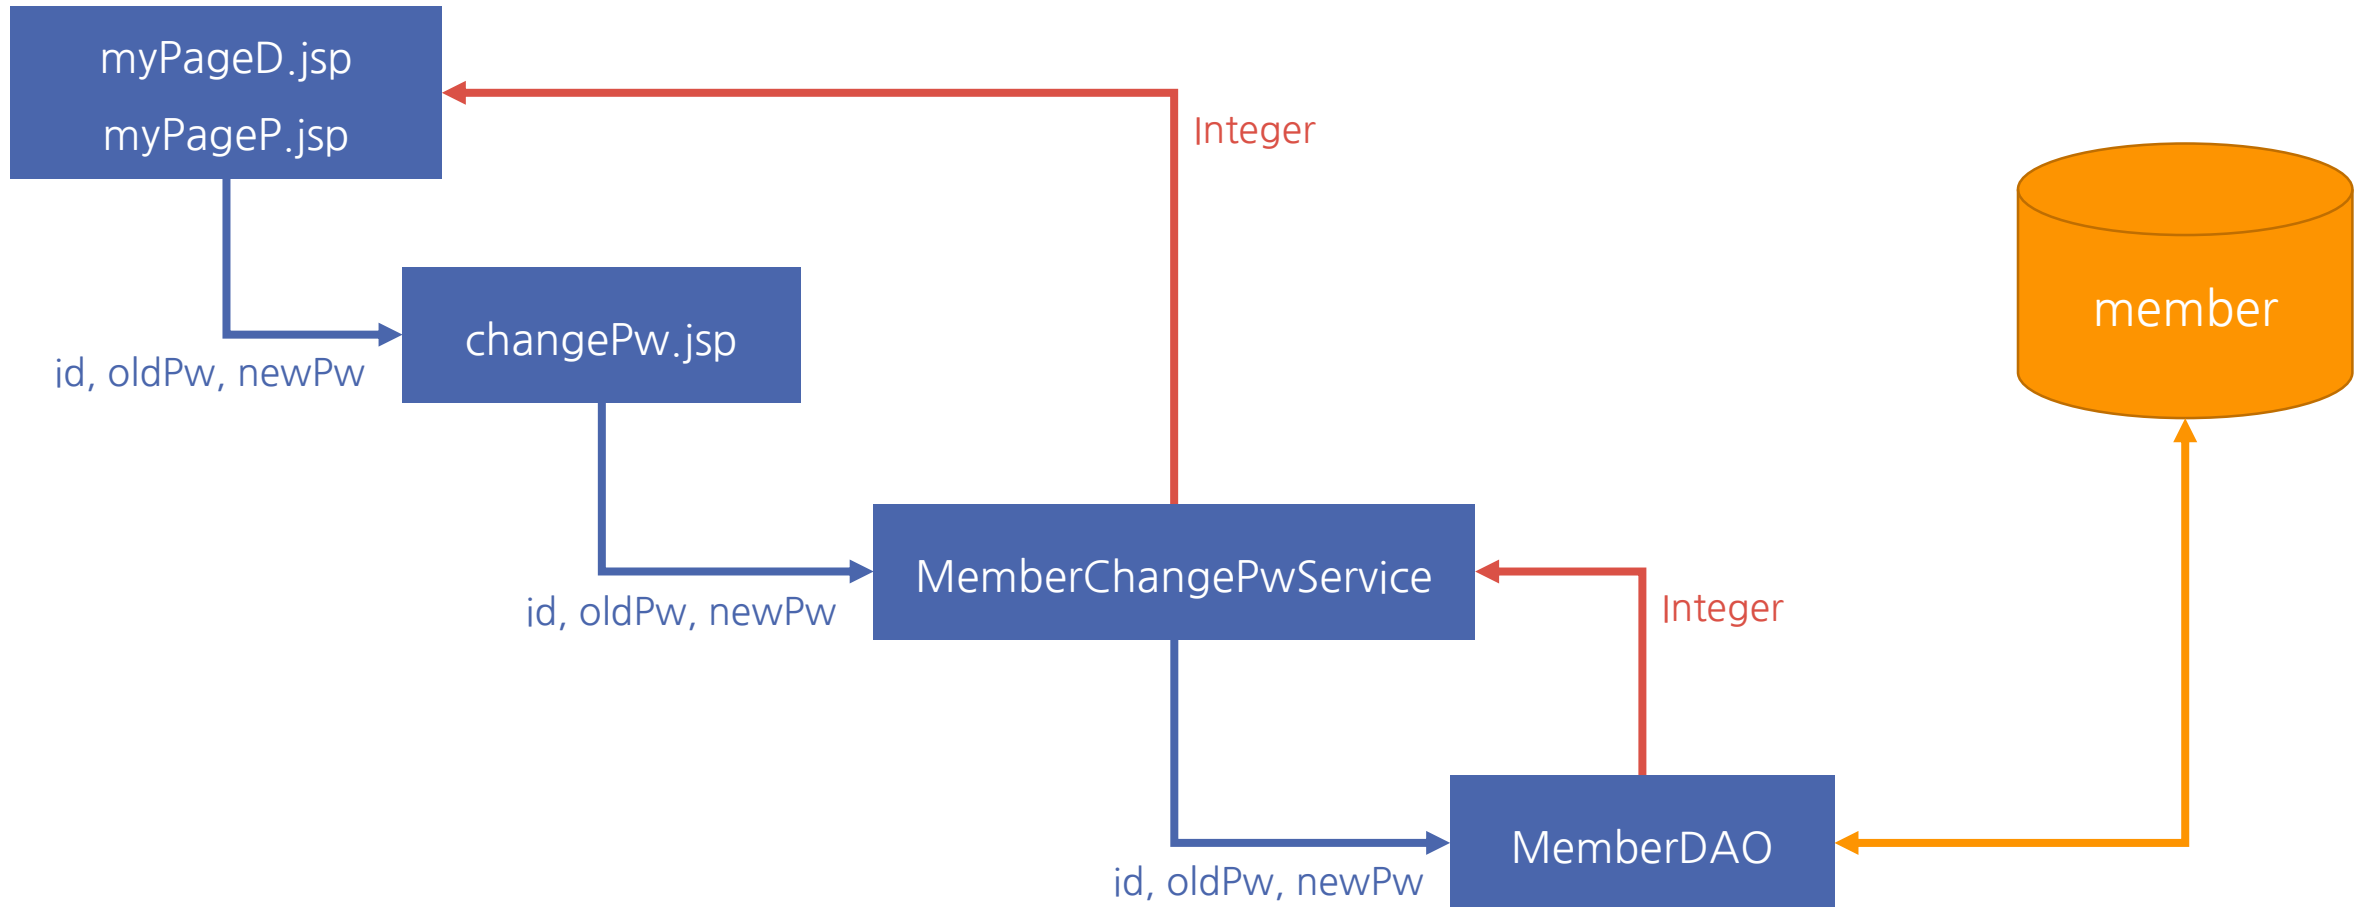 myPageD.jsp
myPageP.jsp
Integer
member
changePw.jsp
id, oldPw, newPw
MemberChangePwService
id, oldPw, newPw
Integer
MemberDAO
id, oldPw, newPw